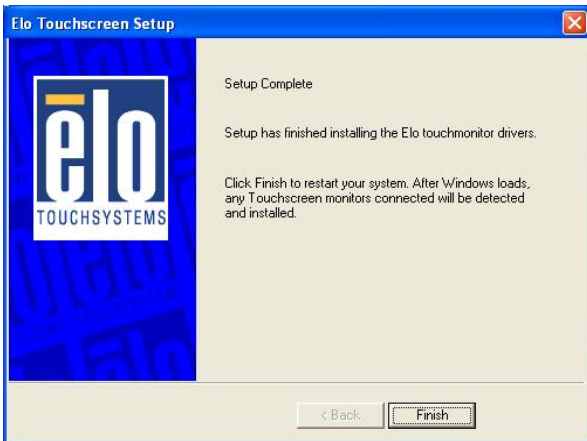 Elo Touchscreen Setup
Setup Complete
Setup has finished installing the Elo touchmonitor drivers.
Click Finish to restart your system. After Windows loads,
any Touchscreen monitors connected will be detected
and installed.
ēlo
TOUCHSYSTEMS
< Back
Finish